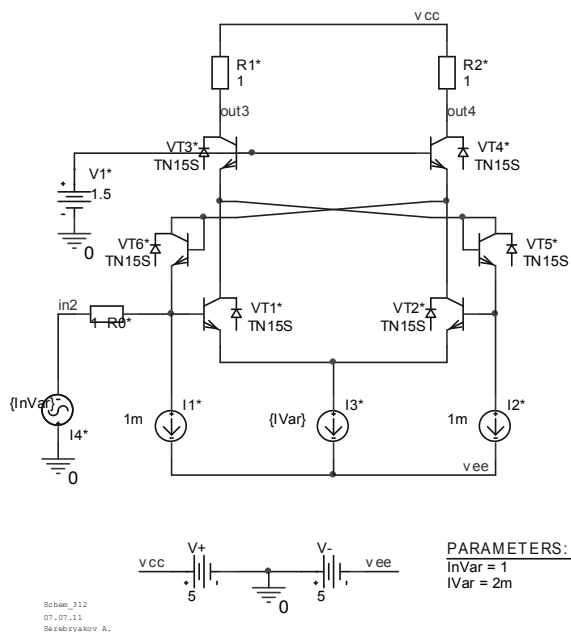 vcc
R1*
1
R2*
1
out3
out4
VT3*
TN15S
VT4*
TN15S
V1*
1.5
+
-
0
VT6*
TN15S
VT5*
TN15S
in2
1 R0*
VT1*
TN15S
VT2*
TN15S
{InVar}
I4*
-
+
0
I1*
1m
I3*
{IVar}
I2*
1m
vee
V+
V-
vcc
vee
+
5
-
+
5
-
0
PARAMETERS:
InVar = 1
IVar = 2m
Schem_312
07.07.11
Serebryakov A.